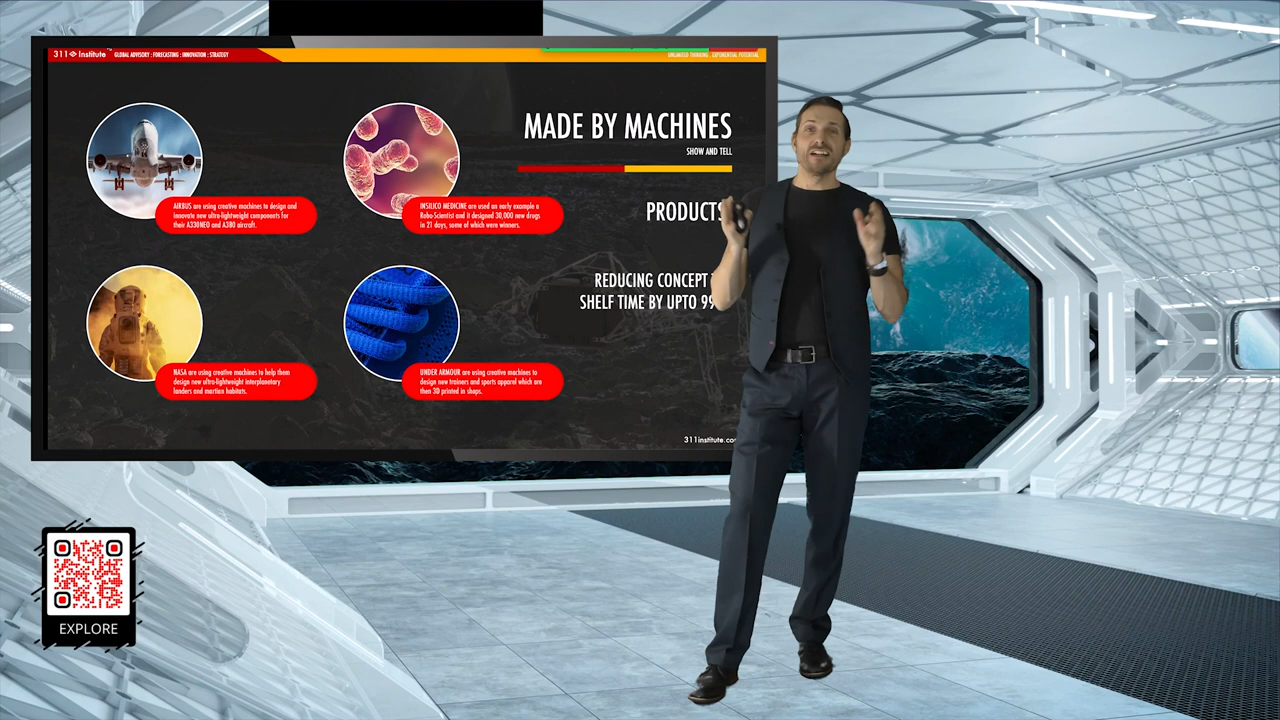 311 Institute
GLOBAL ADVISORY : FORECASTING : INNOVATION : STRATEGY
UNLIMITED THINKING . EXPONENTIAL POTENTIAL
MADE BY MACHINES
SHOW AND TELL
AIRBUS are using creative machines to design and
innovate new ultra-lightweight components for
their A330NEO and A380 aircraft.
INSILICO MEDICINE are used an early example a
Robo-Scientist and it designed 30,000 new drugs
in 21 days, some of which were winners.
PRODUCTS
REDUCING CONCEPT
SHELF TIME BY UPTO 99
NASA are using creative machines to help them
design new ultra-lightweight interplanetary
landers and martian habitats.
UNDER ARMOUR are using creative machines to
design new trainers and sports apparel which are
then 3D printed in shops.
311institute.co
EXPLORE